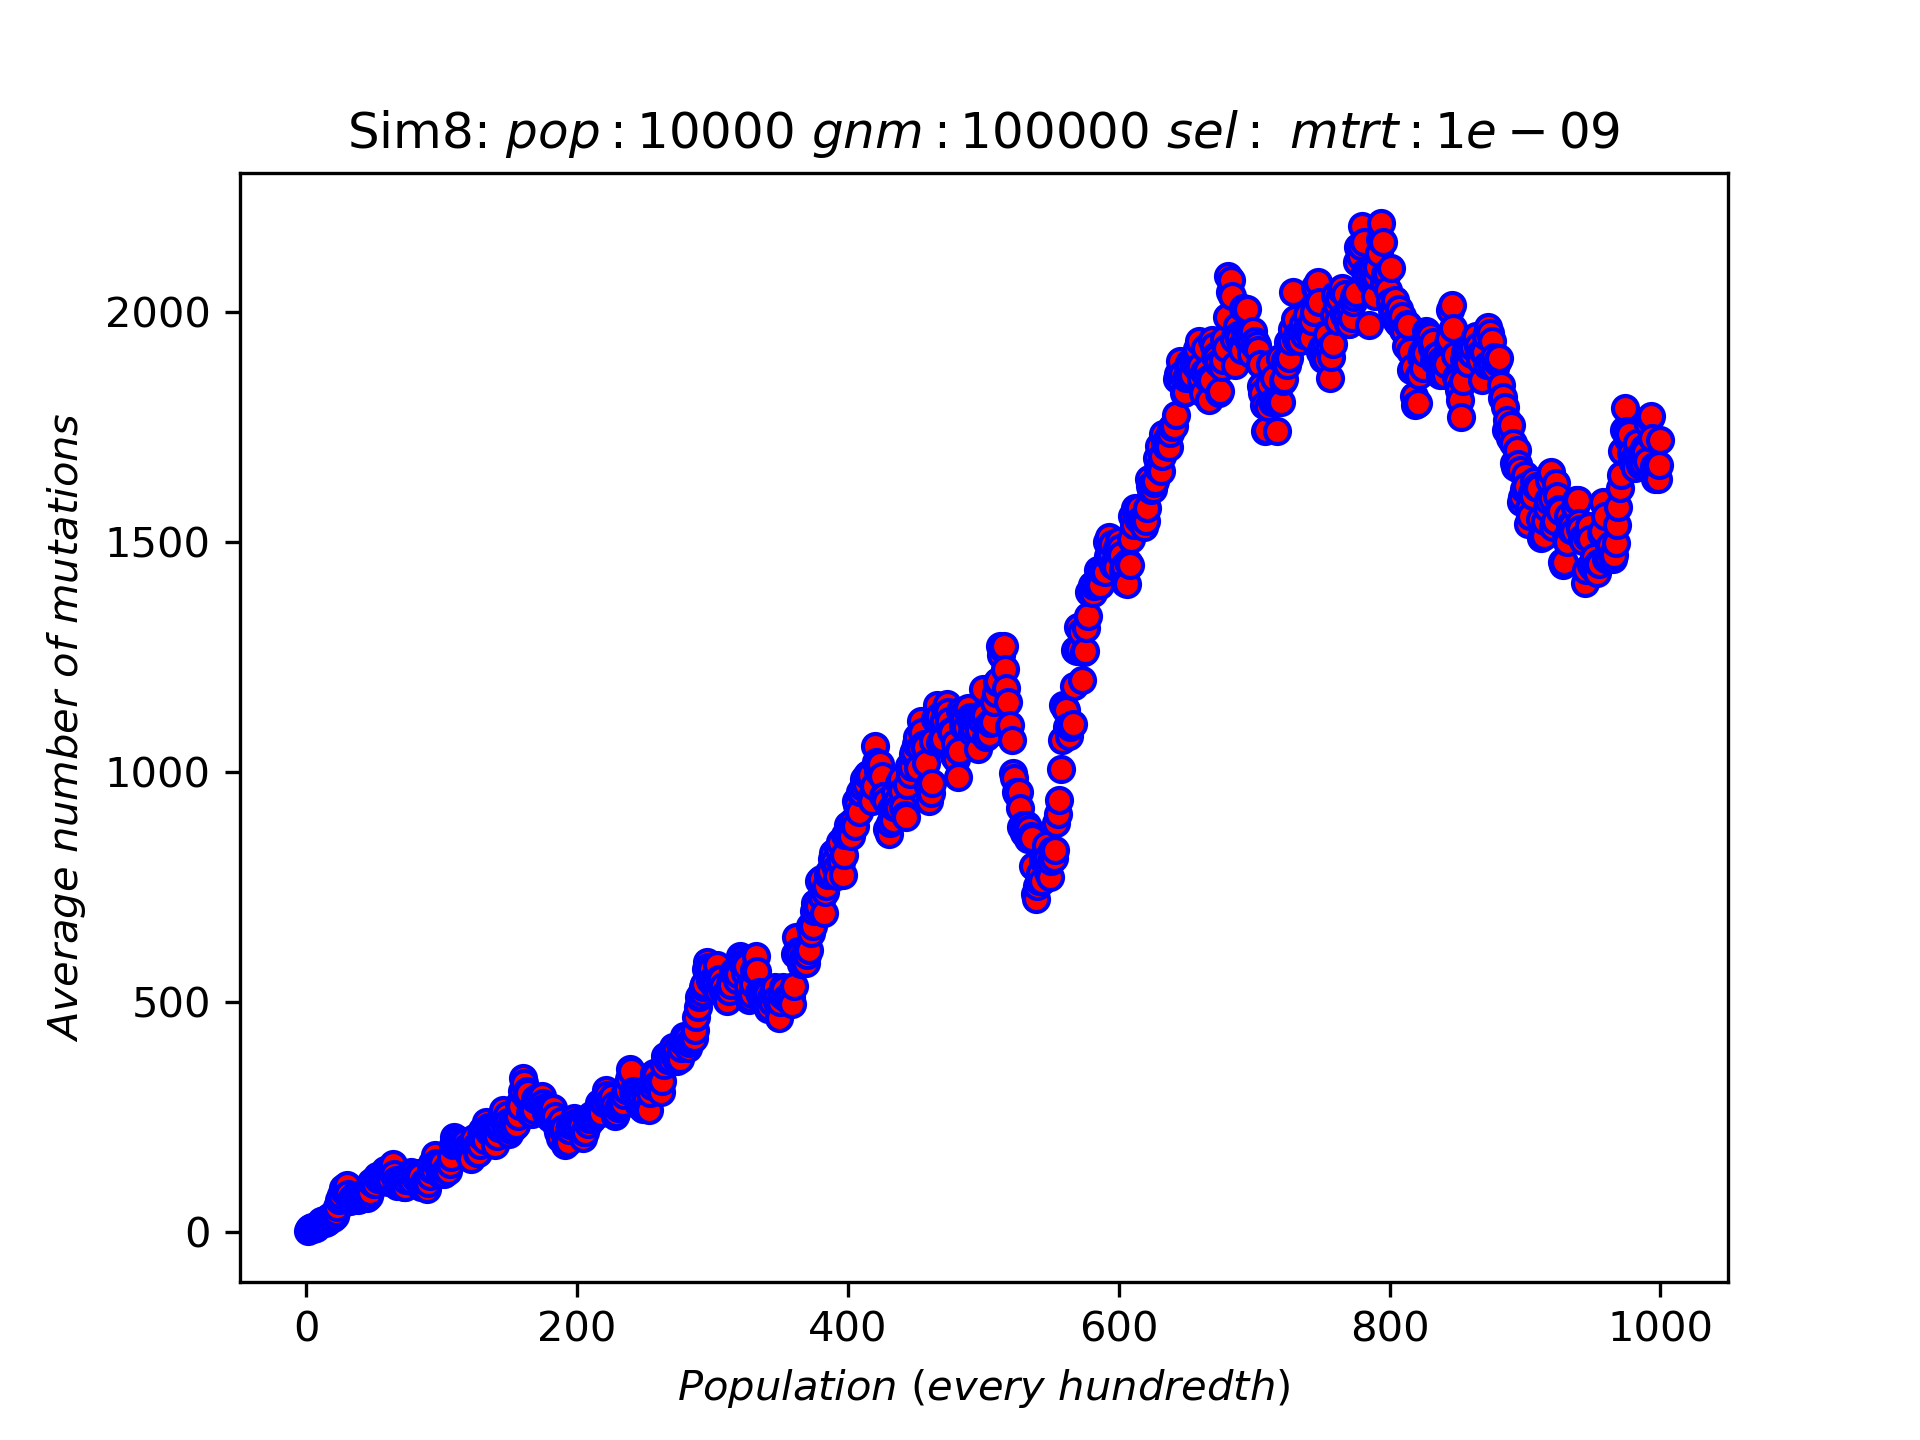 Sim8: pop : 10000 gnm : 100000 sel : mtrt : 1e − 09
Average number of mutations
2000
1500
1000
500
0
0 200 400 600 800 1000
Population (every hundredth)